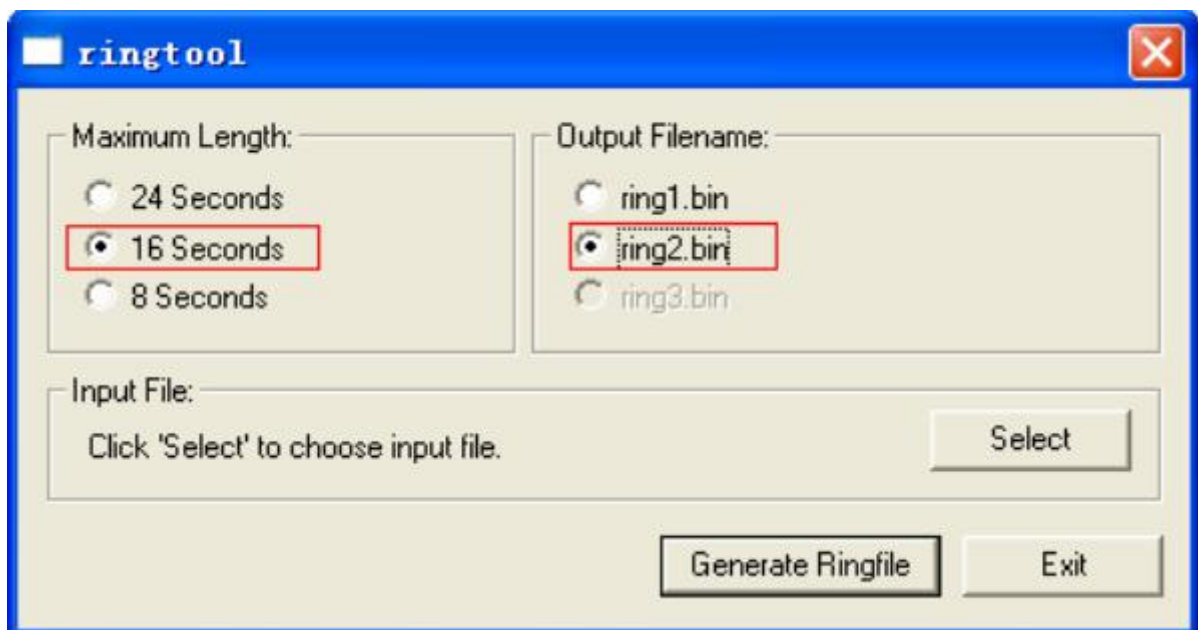 ringtool
Maximum Length:
24 Seconds
16 Seconds
8 Seconds
Output Filename:
ring1.bin
ring2.bin
ring3.bin
Input File:
Click 'Select' to choose input file.
Select
Generate Ringfile
Exit